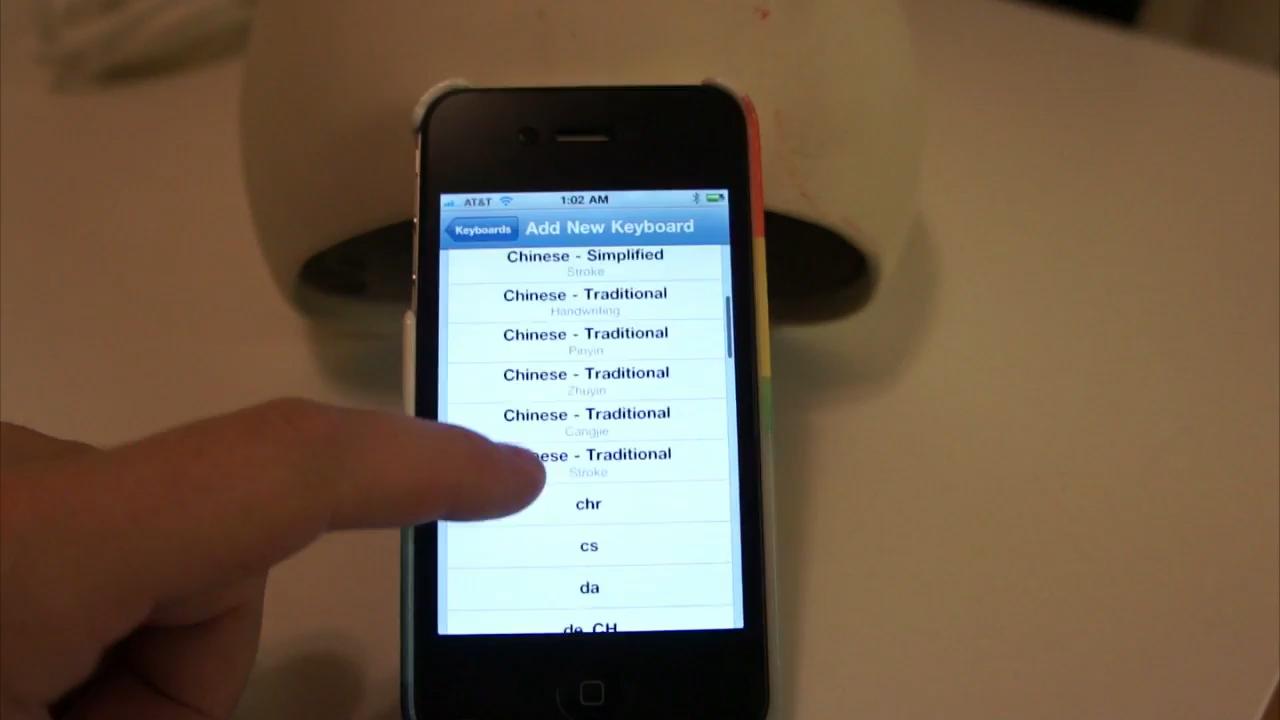 AT&T 1:02 AM
Keyboards Add New Keyboard
Chinese - Simplified
Stroke
Chinese - Traditional
Handwriting
Chinese - Traditional
Pinyin
Chinese - Traditional
Zhuyin
Chinese - Traditional
Cangjie
ese - Traditional
Stroke
chr
cs
da
de_CH